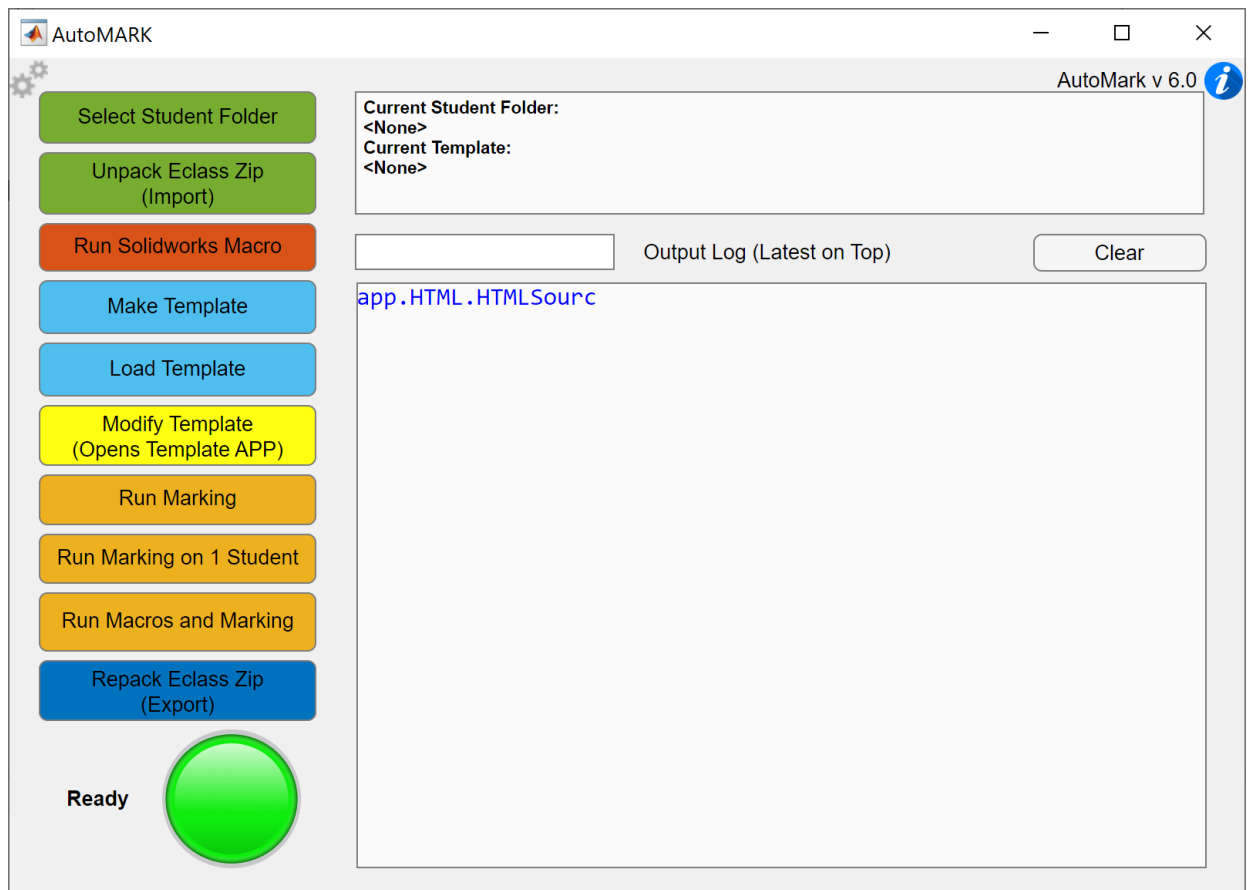 AutoMARK
AutoMark v 6.0
Select Student Folder
Unpack Eclass Zip
(Import)
Run Solidworks Macro
Make Template
Load Template
Modify Template
(Opens Template APP)
Run Marking
Run Marking on 1 Student
Run Macros and Marking
Repack Eclass Zip
(Export)
Ready
Current Student Folder:
<None>
Current Template:
<None>
Output Log (Latest on Top)
Clear
app.HTML.HTMLSourc